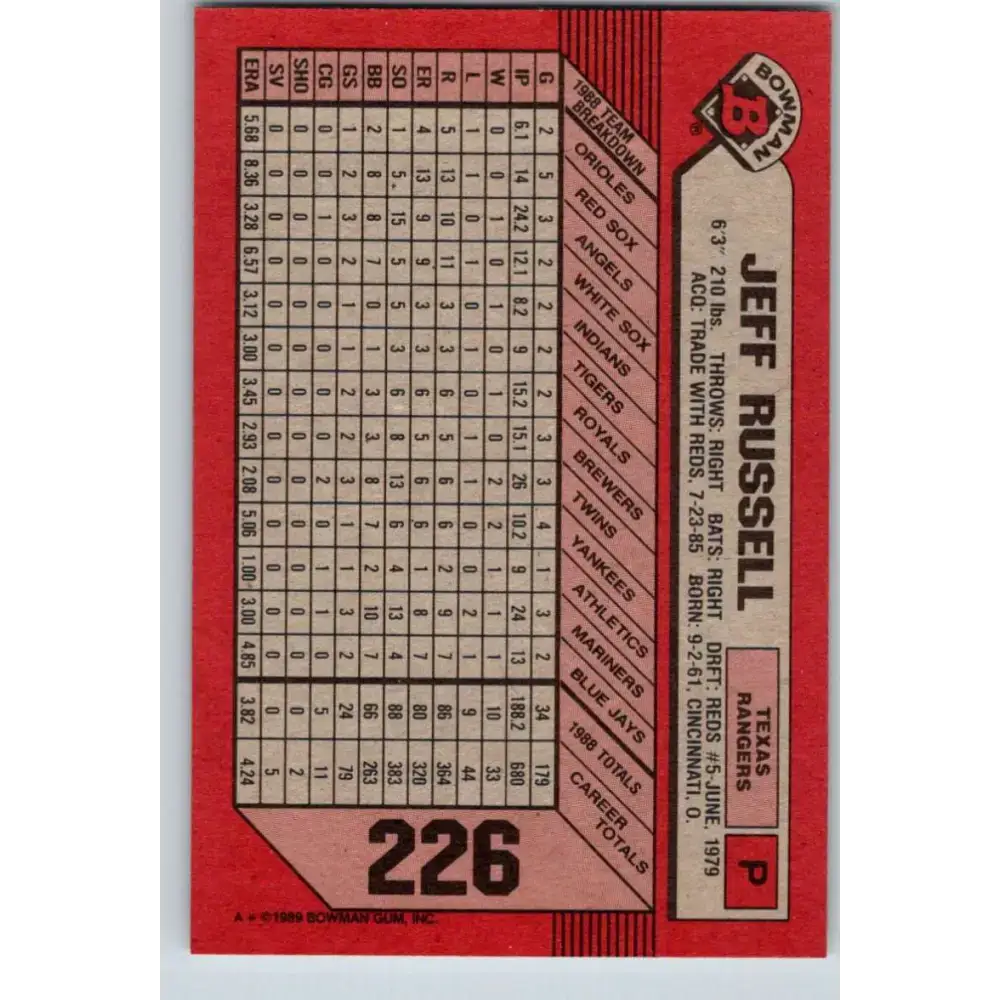 BOWMAN
B
®
JEFF RUSSELL
TEXAS
RANGERS
P
6'3" 210 lbs. THROWS: RIGHT BATS: RIGHT DRFT: REDS #5-JUNE, 1979
ACQ: TRADE WITH REDS, 7-23-85 BORN: 9-2-61, CINCINNATI, O.
1988 TEAM
BREAKDOWN
ORIOLES
RED SOX
ANGELS
WHITE SOX
INDIANS
TIGERS
ROYALS
BREWERS
TWINS
YANKEES
ATHLETICS
MARINERS
BLUE JAYS
1988 TOTALS
CAREER
TOTALS
G 2 5 3 2 2 2 2 3 3 4 1 3 2 34 179
IP 6.1 14 24.2 12.1 8.2 9 15.2 15.1 26 10.2 9 24 13 188.2 680
W 0 0 1 0 1 0 1 0 2 2 1 1 1 10 33
L 1 1 0 1 0 1 0 1 1 0 0 2 1 9 44
R 5 13 10 11 3 3 6 5 6 6 2 9 7 86 364
ER 4 13 9 9 3 3 6 5 6 6 1 8 7 80 320
SO 1 5 15 5 5 3 6 8 13 6 4 13 4 88 383
BB 2 8 8 7 0 1 3 3 8 7 2 10 7 66 263
GS 1 2 3 2 1 1 2 2 3 1 1 3 2 24 79
CG 0 0 1 0 0 0 0 0 2 0 1 1 0 5 11
SHO 0 0 0 0 0 0 0 0 0 0 0 0 0 0 2
SV 0 0 0 0 0 0 0 0 0 0 0 0 0 0 5
ERA 5.68 8.36 3.28 6.57 3.12 3.00 3.45 2.93 2.08 5.06 1.00 3.00 4.85 3.82 4.24
226
A * ©1989 BOWMAN GUM, INC.